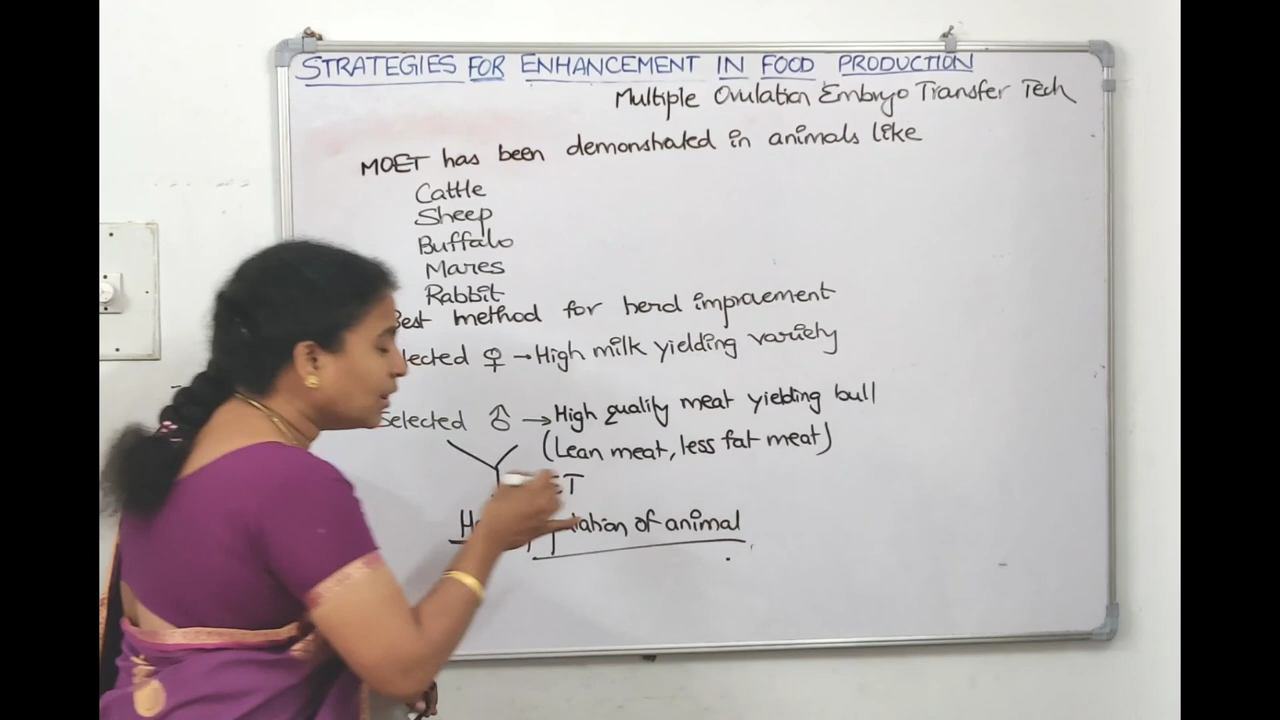 STRATEGIES FOR ENHANCEMENT IN FOOD PRODUCTION
Multiple Ovulation Embryo Transfer Tech
MOET has been demonstrated in animals like
Cattle
Sheep
Buffalo
Mares
Rabbit
Best method for herd improvement
lected ♀ → High milk yielding variety
Selected ♂ → High quality meat yielding bull
(Lean meat, less fat meat)
ET
of animal